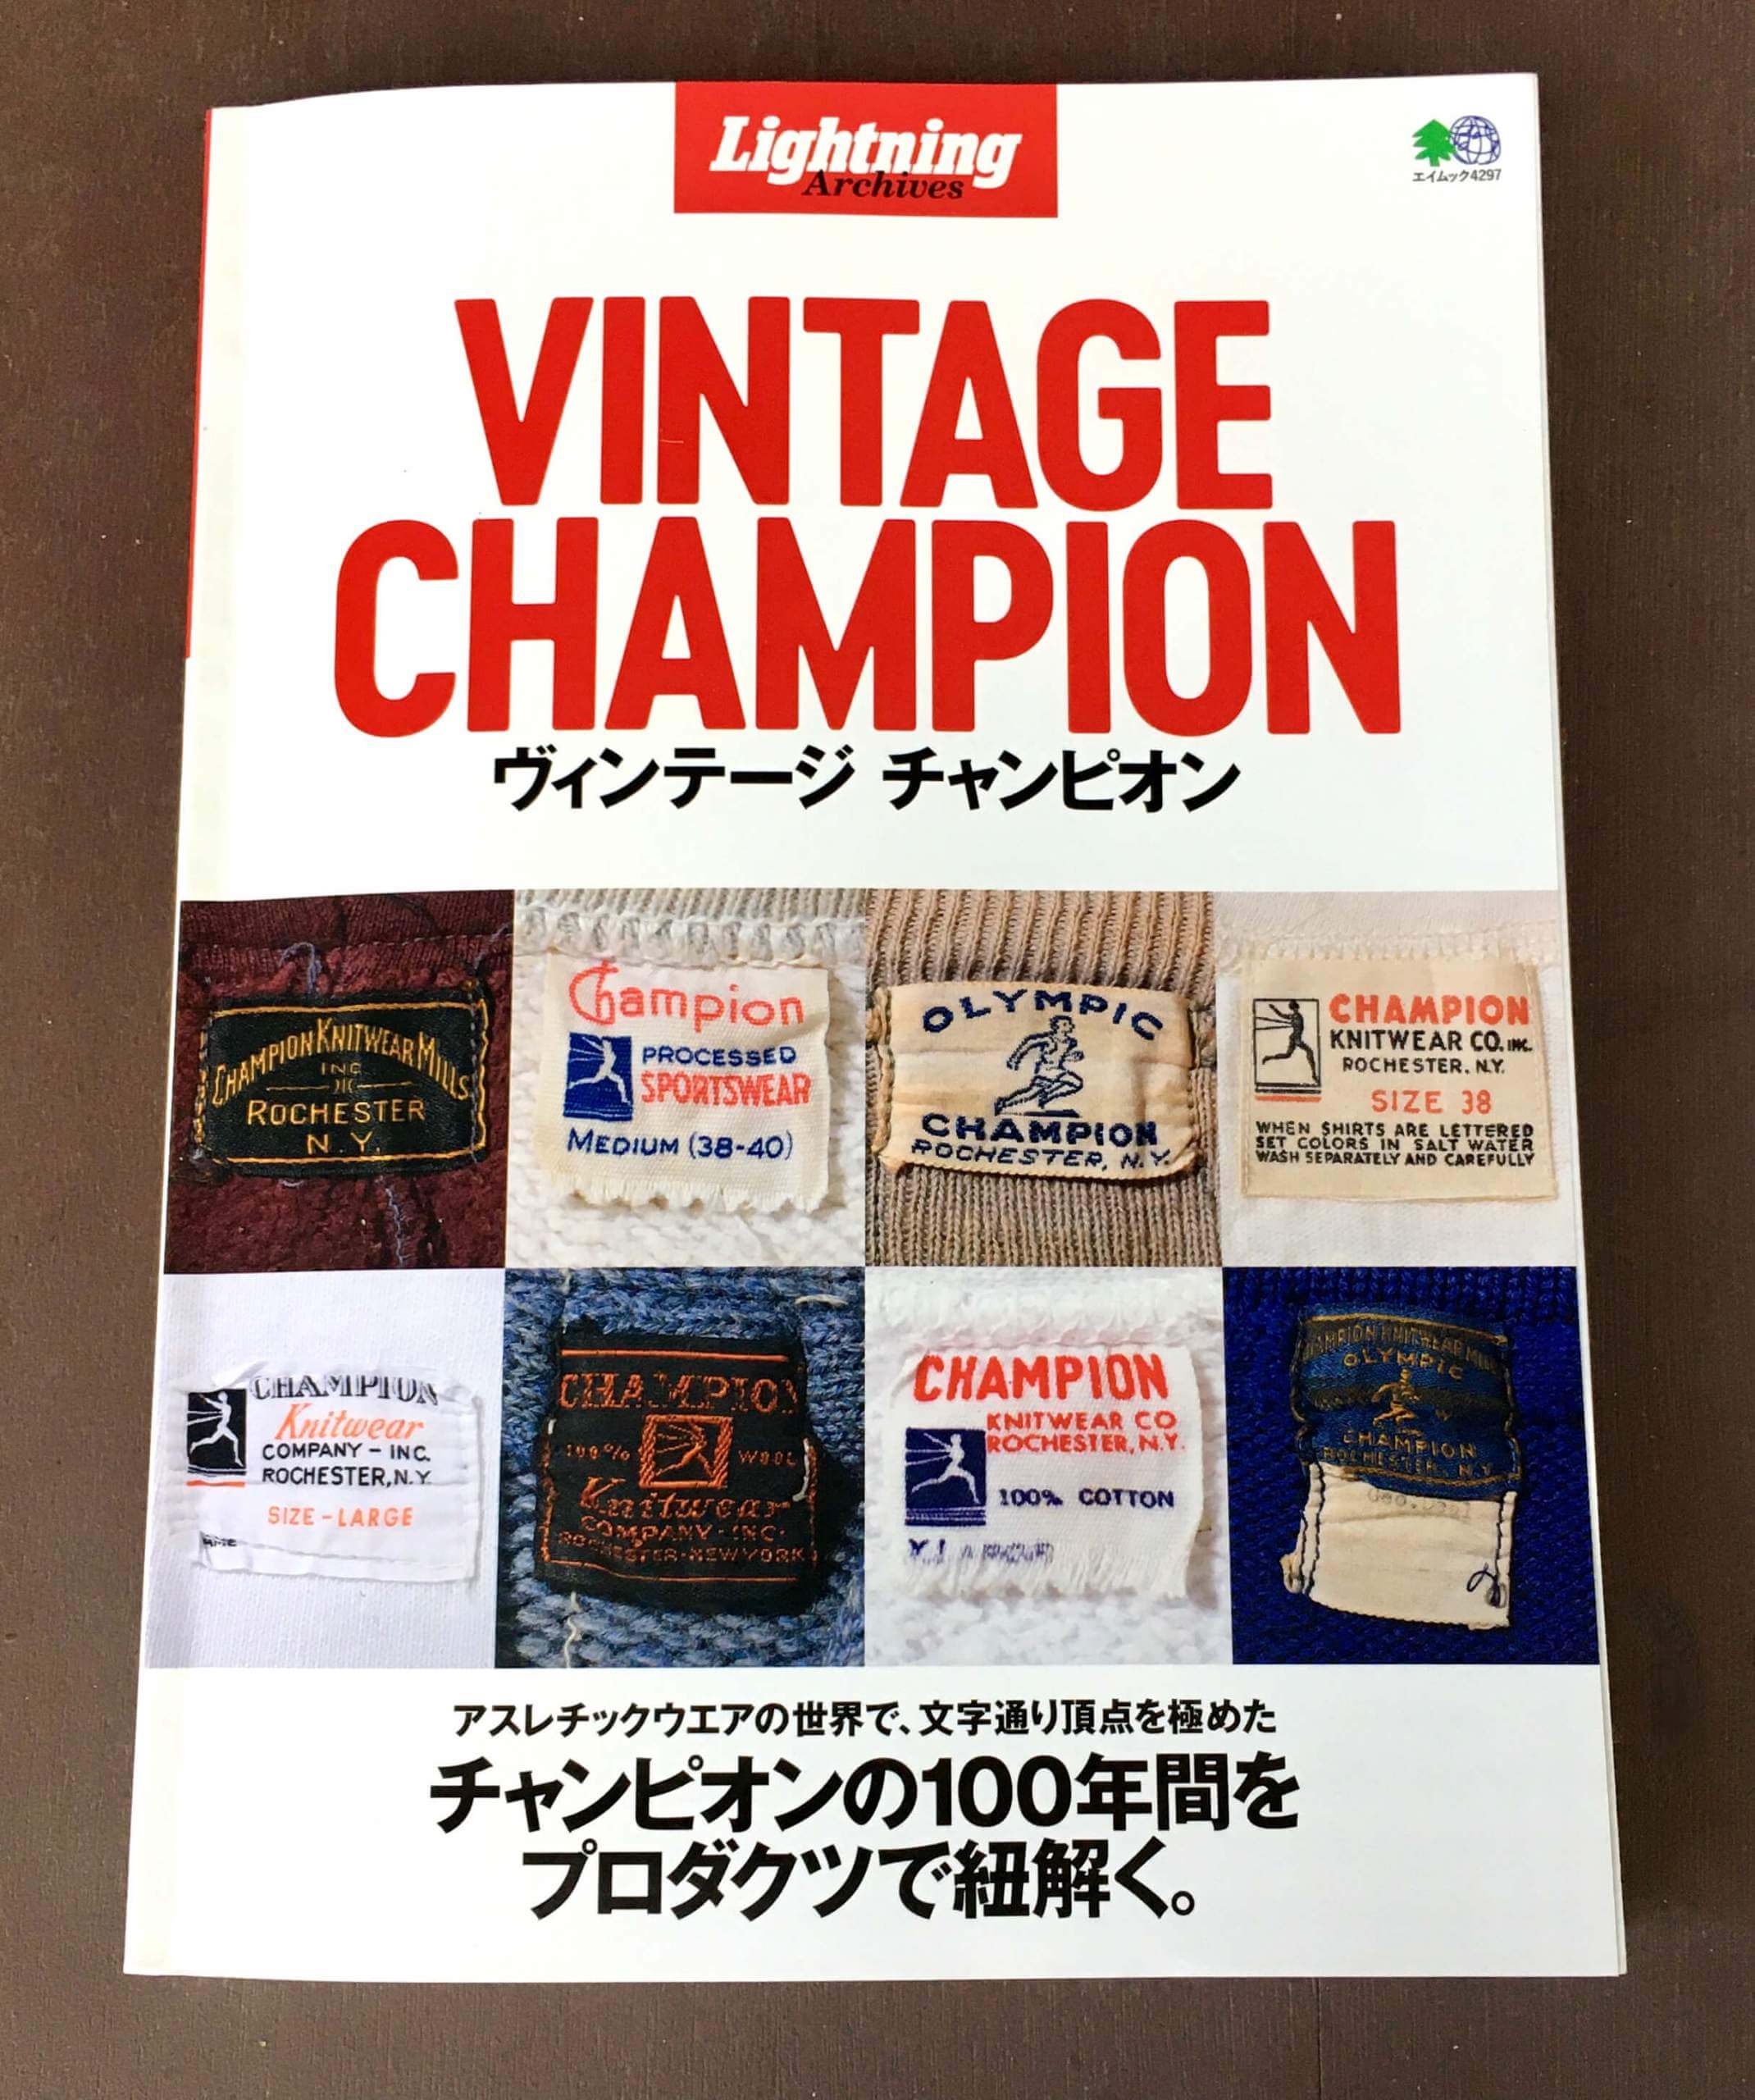 Lightning
Archives
エイムック4297
VINTAGE
CHAMPION
ヴィンテージ チャンピオン
CHAMPION KNITWEAR MILLS
INC
ROCHESTER
N.Y.
Champion
PROCESSED
SPORTSWEAR
MEDIUM (38-40)
OLYMPIC
CHAMPION
ROCHESTER, N.Y.
CHAMPION
KNITWEAR CO. INC.
ROCHESTER. N.Y.
SIZE 38
WHEN SHIRTS ARE LETTERED
SET COLORS IN SALT WATER
WASH SEPARATELY AND CAREFULLY
CHAMPION
Knitwear
COMPANY - INC.
ROCHESTER, N.Y.
SIZE - LARGE
CHAMPION
100% WOOL
Knitwear
COMPANY · INC ·
ROCHESTER · NEW YORK
CHAMPION
KNITWEAR CO
ROCHESTER, N.Y.
100% COTTON
CHAMPION KNITWEAR MILLS
OLYMPIC
CHAMPION
ROCHESTER, N.Y.
アスレチックウエアの世界で、文字通り頂点を極めた
チャンピオンの100年間を
プロダクツで紐解く。